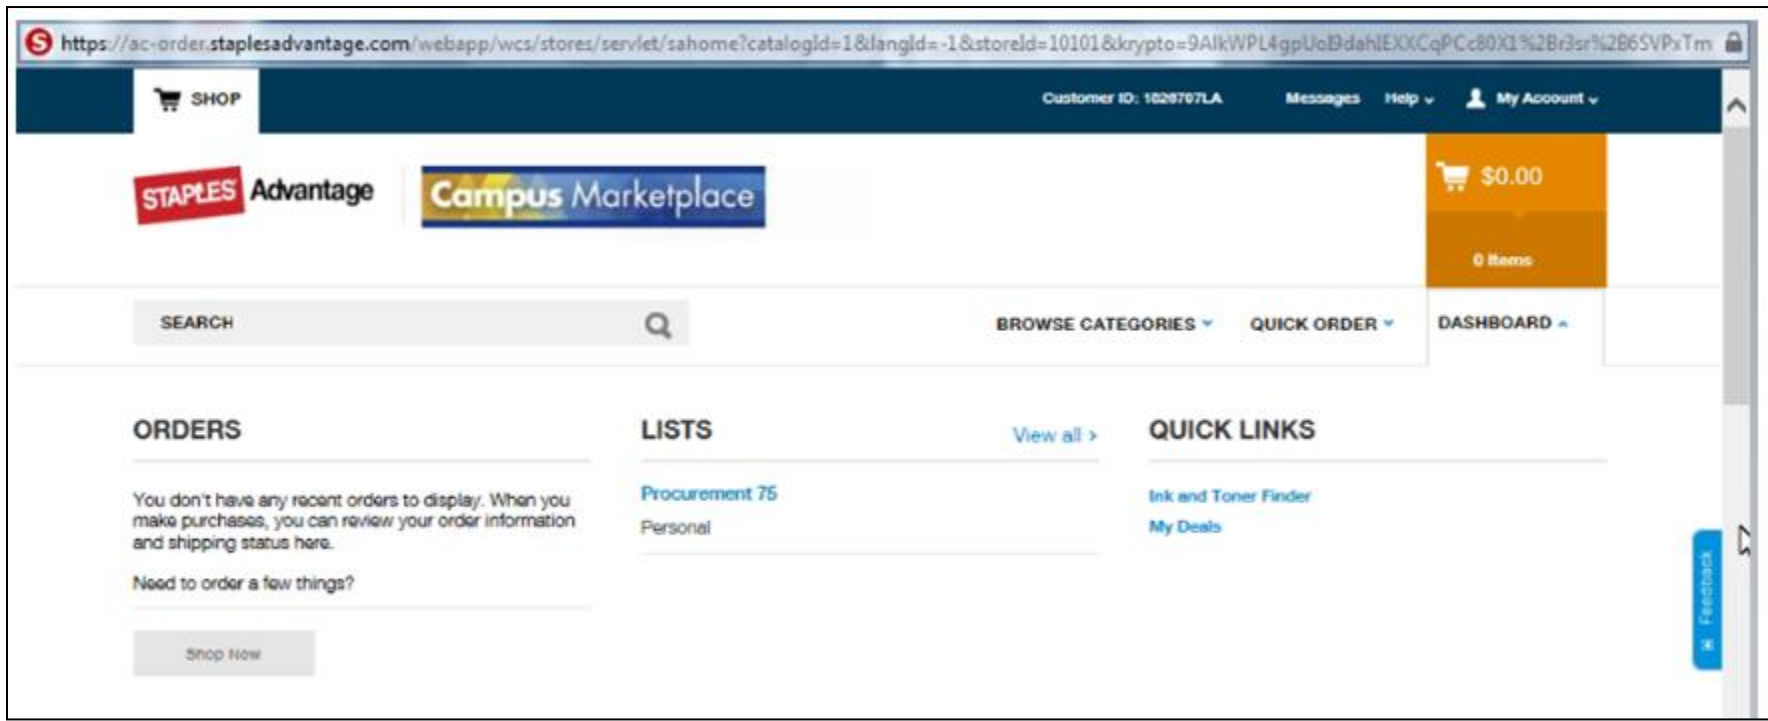 https://ac-order.staplesadvantage.com/webapp/wcs/stores/servlet/sahome?catalogId=1&langId=-1&storeId=10101&krypto=
SHOP
Customer ID: 1028707LA
Messages
Help
My Account
STAPLES Advantage
Campus Marketplace
$0.00
0 Items
SEARCH
BROWSE CATEGORIES
QUICK ORDER
DASHBOARD
ORDERS
You don't have any recent orders to display. When you
make purchases, you can review your order information
and shipping status here.
Need to order a few things?
Shop Now
LISTS
View all >
Procurement 75
Personal
QUICK LINKS
Ink and Toner Finder
My Deals
Feedback